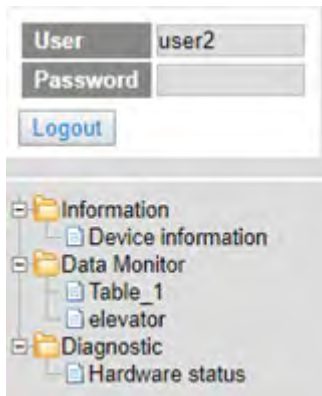 User user2
Password
Logout
Information
Device information
Data Monitor
Table_1
elevator
Diagnostic
Hardware status